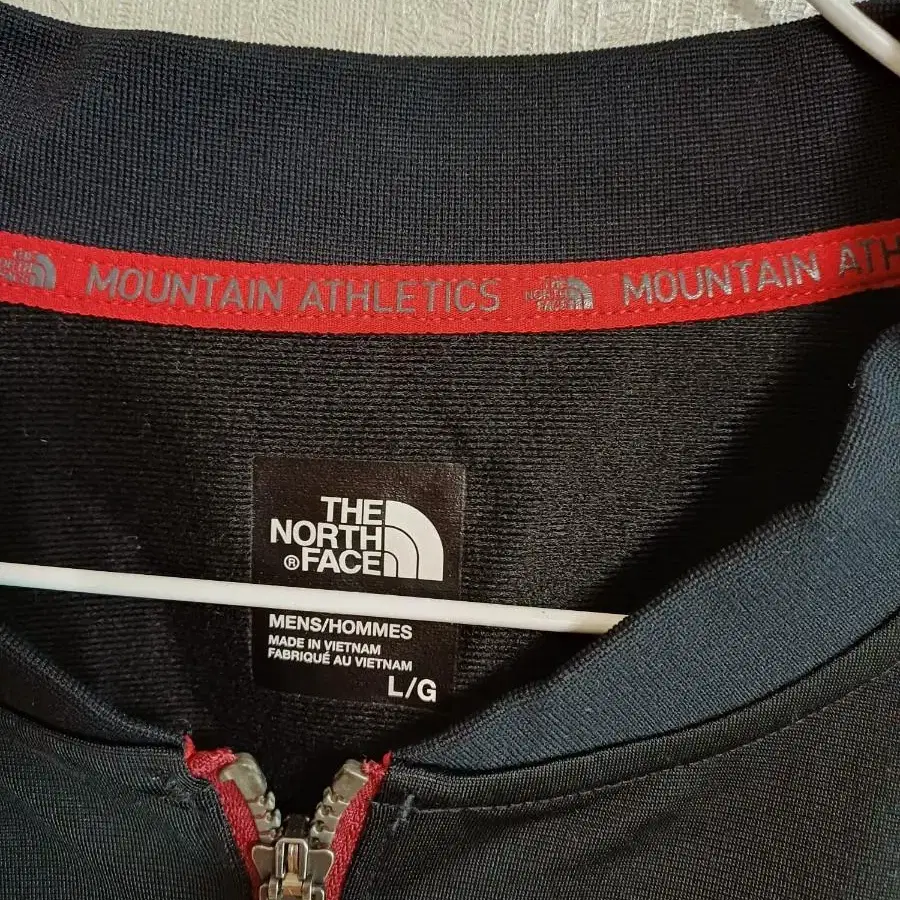 THE NORTH FACE MOUNTAIN ATHLETICS THE NORTH FACE MOUNTAIN ATH
THE
NORTH
® FACE
MENS/HOMMES
MADE IN VIETNAM
FABRIQUÉ AU VIETNAM
L/G